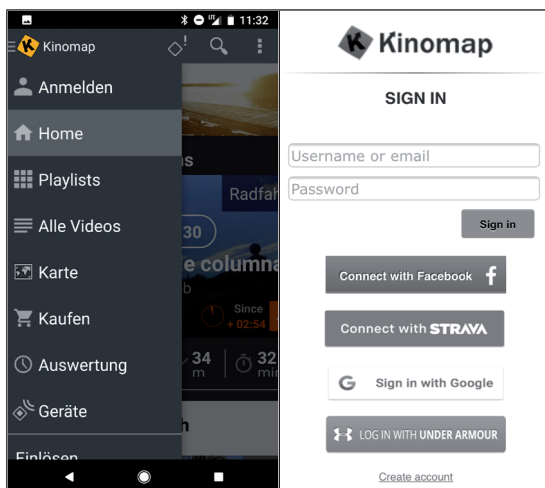 11:32
Kinomap
Anmelden
Home
Playlists
Alle Videos
Karte
Kaufen
Auswertung
Geräte
Einlösen
s
Radfah
30
e columna
b
Since
+ 02:54
34
m
32
min
h
Kinomap
SIGN IN
Username or email
Password
Sign in
Connect with Facebook
Connect with STRAVA
G Sign in with Google
LOG IN WITH UNDER ARMOUR
Create account